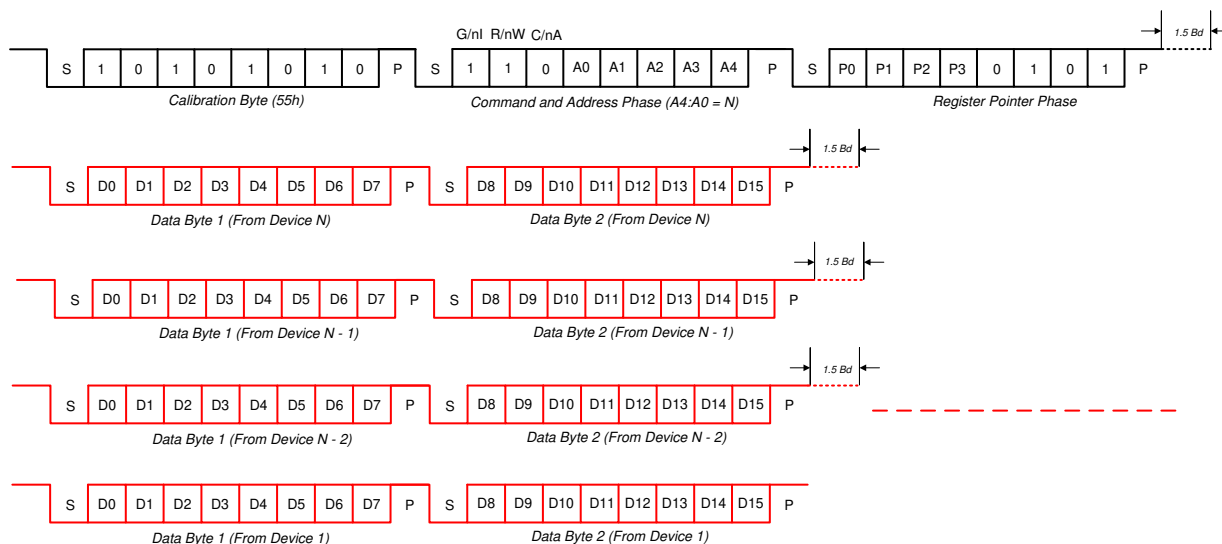 G/nI R/nW C/nA
1.5 Bd
S 1 0 1 0 1 0 1 0 P S 1 1 0 A0 A1 A2 A3 A4 P S P0 P1 P2 P3 0 1 0 1 P
Calibration Byte (55h) Command and Address Phase (A4:A0 = N) Register Pointer Phase
1.5 Bd
S D0 D1 D2 D3 D4 D5 D6 D7 P S D8 D9 D10 D11 D12 D13 D14 D15 P
Data Byte 1 (From Device N) Data Byte 2 (From Device N)
1.5 Bd
S D0 D1 D2 D3 D4 D5 D6 D7 P S D8 D9 D10 D11 D12 D13 D14 D15 P
Data Byte 1 (From Device N - 1) Data Byte 2 (From Device N - 1)
1.5 Bd
S D0 D1 D2 D3 D4 D5 D6 D7 P S D8 D9 D10 D11 D12 D13 D14 D15 P
Data Byte 1 (From Device N - 2) Data Byte 2 (From Device N - 2)
S D0 D1 D2 D3 D4 D5 D6 D7 P S D8 D9 D10 D11 D12 D13 D14 D15 P
Data Byte 1 (From Device 1) Data Byte 2 (From Device 1)